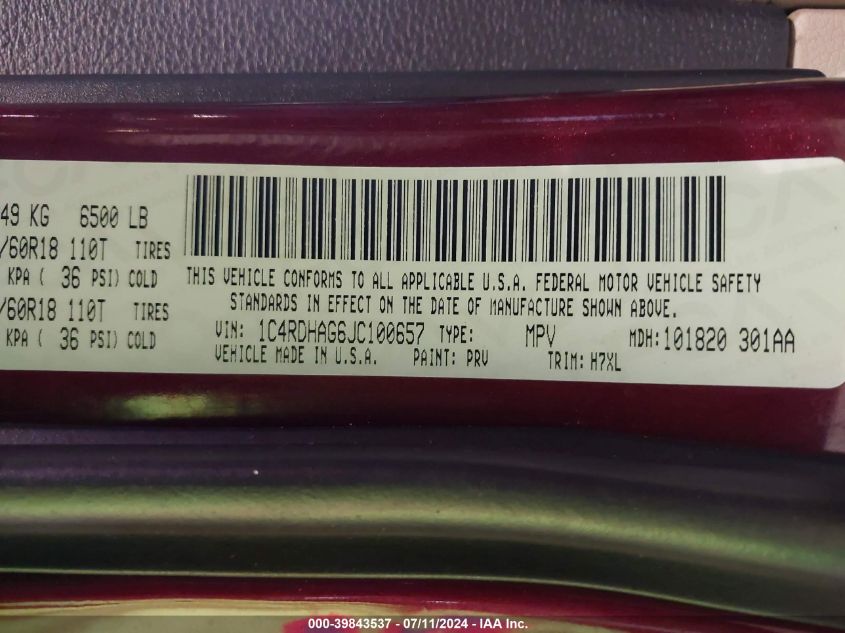 49 KG 6500 LB
/60R18 110T TIRES
KPA ( 36 PSI) COLD
/60R18 110T TIRES
KPA ( 36 PSI) COLD
THIS VEHICLE CONFORMS TO ALL APPLICABLE U.S.A. FEDERAL MOTOR VEHICLE SAFETY
STANDARDS IN EFFECT ON THE DATE OF MANUFACTURE SHOWN ABOVE.
VIN: 1C4RDHAG6JC100657 TYPE: MPV MDH: 101820 301AA
VEHICLE MADE IN U.S.A. PAINT: PRV TRIM: H7XL
000-39843537 - 07/11/2024 - IAA Inc.